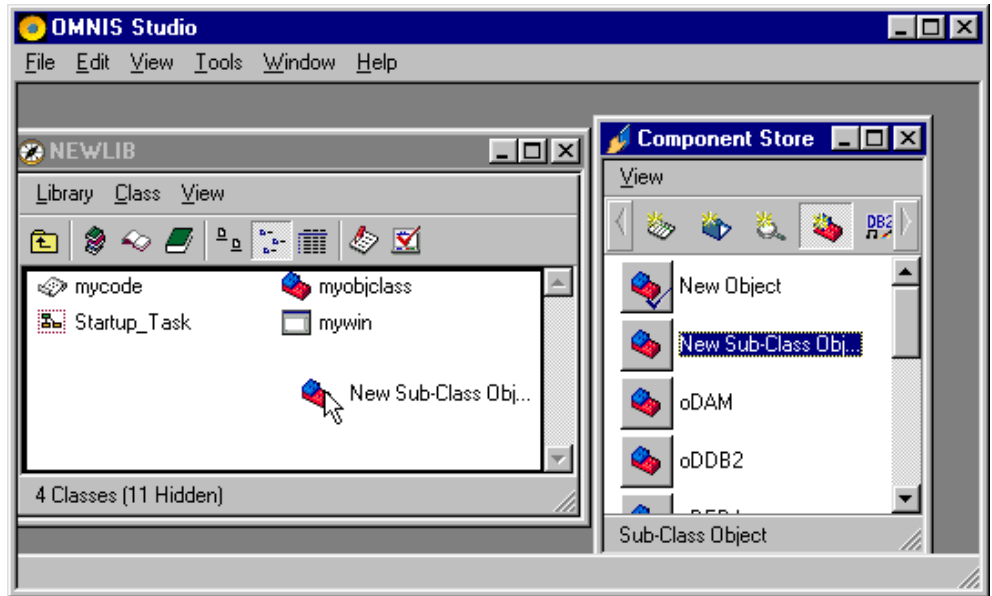 OMNIS Studio
File Edit View Tools Window Help
NEWLIB
Library Class View
mycode
myobjclass
Startup_Task
mywin
New Sub-Class Obj...
4 Classes (11 Hidden)
Component Store
View
DB2
New Object
New Sub-Class Obj...
oDAM
oDDB2
Sub-Class Object